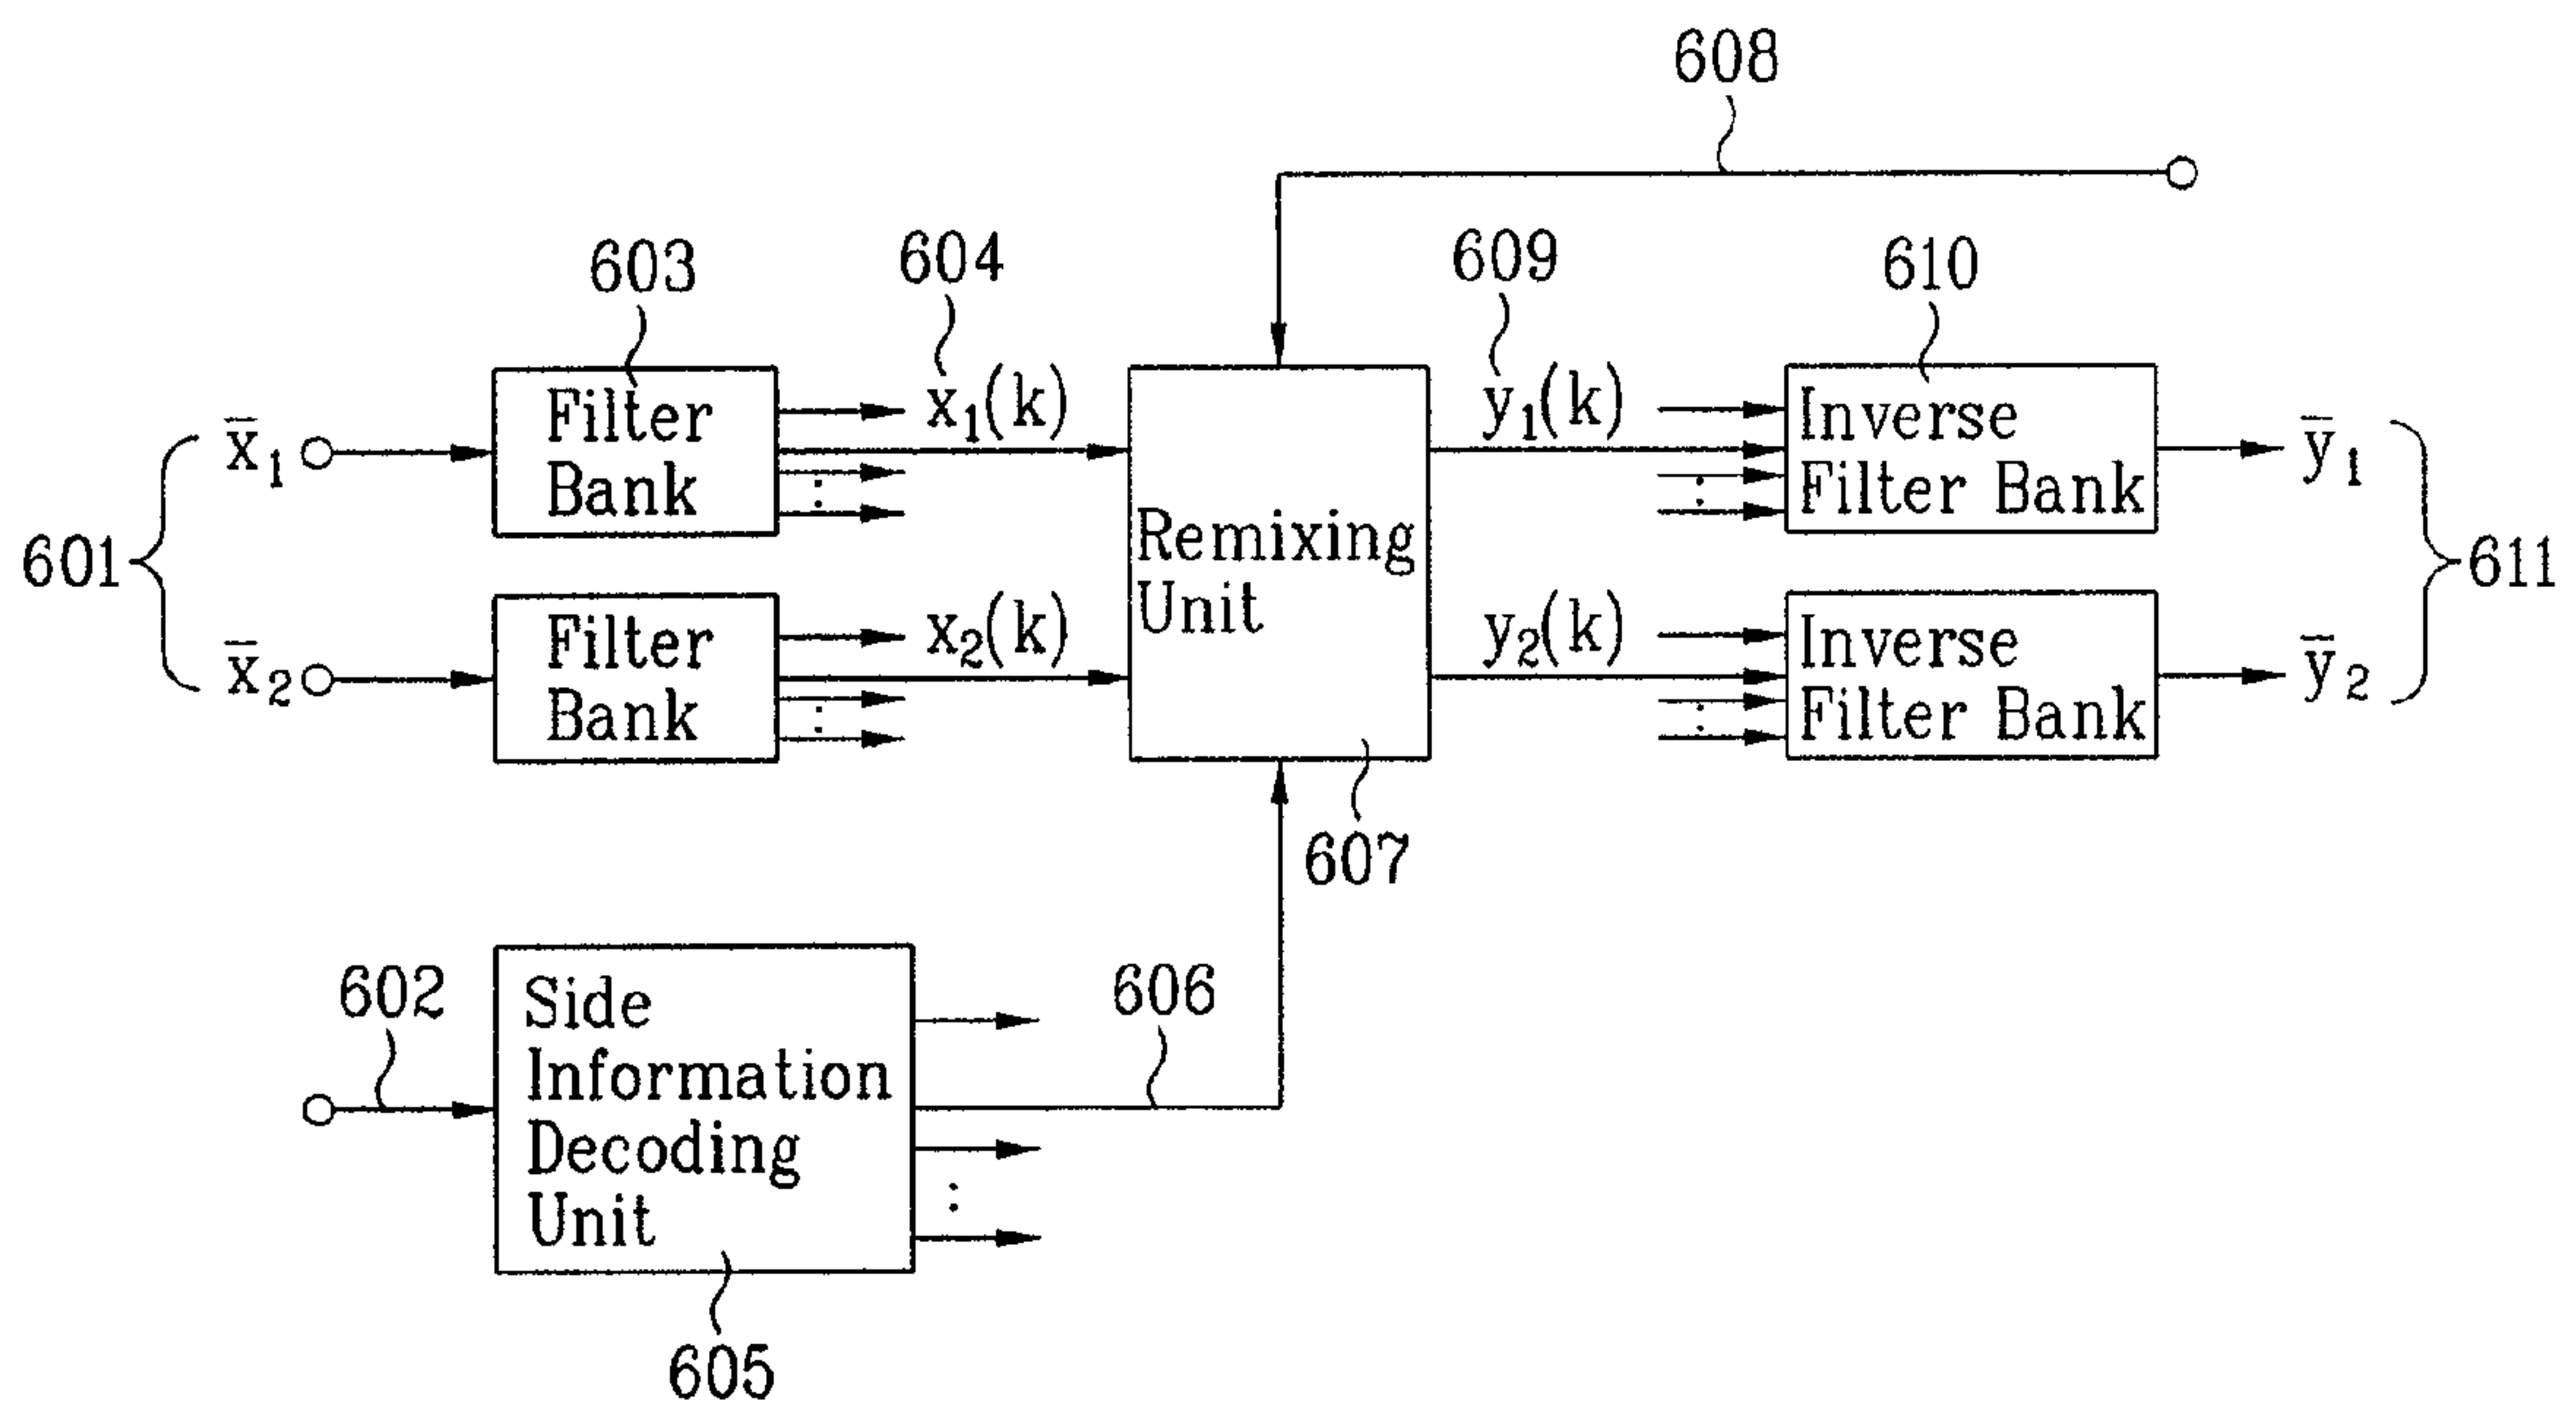 608
603
604
609
610
x̄₁
Filter
Bank
x₁(k)
Remixing
Unit
y₁(k)
Inverse
Filter Bank
ȳ₁
601
611
x̄₂
Filter
Bank
x₂(k)
y₂(k)
Inverse
Filter Bank
ȳ₂
607
602
Side
Information
Decoding
Unit
606
605